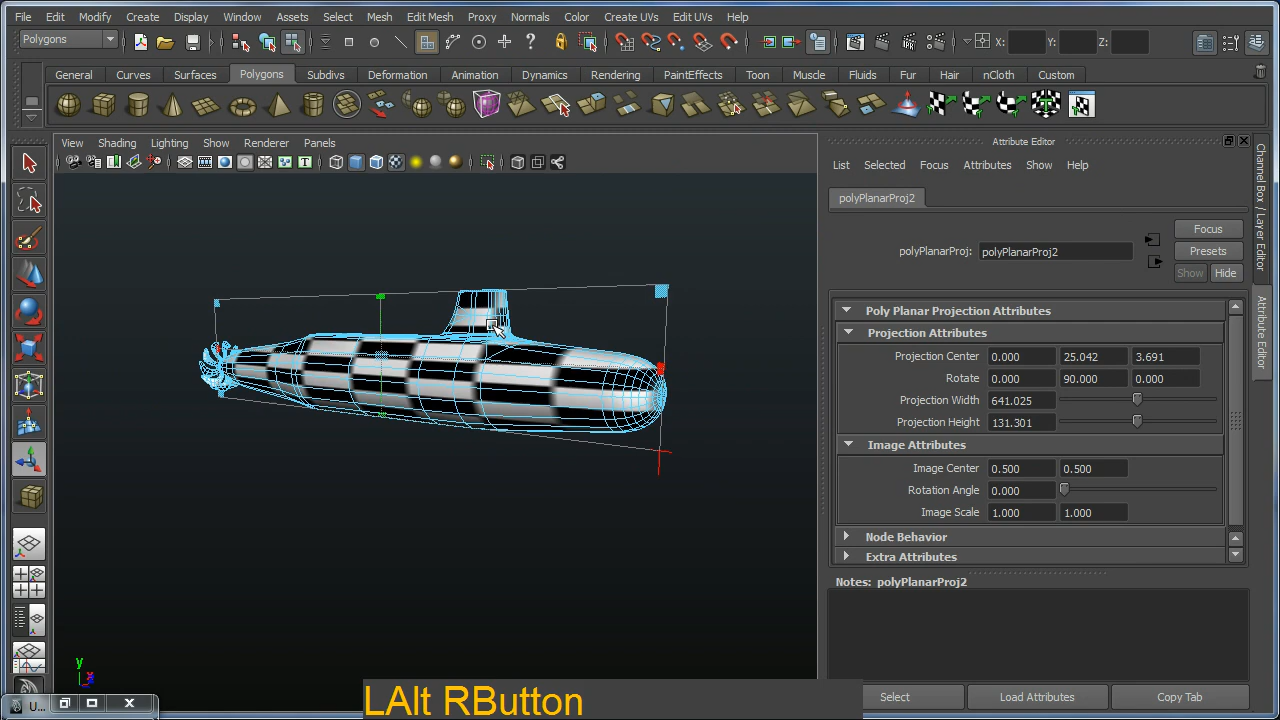 File Edit Modify Create Display Window Assets Select Mesh Edit Mesh Proxy Normals Color Create UVs Edit UVs Help
Polygons X: Y: Z:
General Curves Surfaces Polygons Subdivs Deformation Animation Dynamics Rendering PaintEffects Toon Muscle Fluids Fur Hair nCloth Custom
View Shading Lighting Show Renderer Panels
Attribute Editor
List Selected Focus Attributes Show Help
polyPlanarProj2
Focus
polyPlanarProj: polyPlanarProj2 Presets
Show Hide
Poly Planar Projection Attributes
Projection Attributes
Projection Center 0.000 25.042 3.691
Rotate 0.000 90.000 0.000
Projection Width 641.025
Projection Height 131.301
Image Attributes
Image Center 0.500 0.500
Rotation Angle 0.000
Image Scale 1.000 1.000
Node Behavior
Extra Attributes
Notes: polyPlanarProj2
Select Load Attributes Copy Tab
Channel Box / Layer Editor
Attribute Editor
y
U...
LAlt RButton